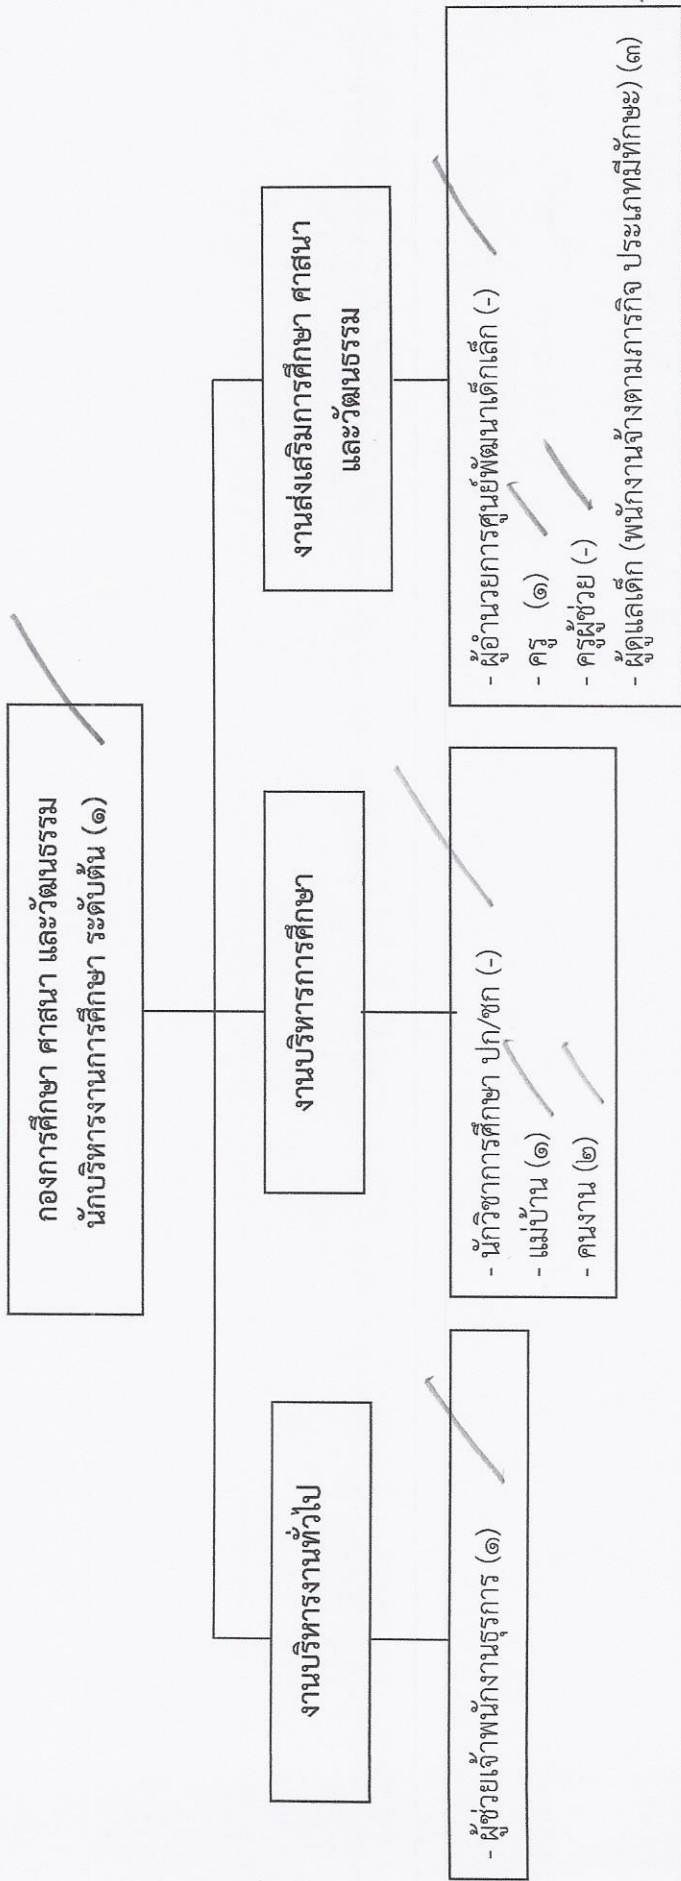 กองการศึกษา ศาสนา และวัฒนธรรม
นักบริหารงานการศึกษา ระดับต้น (๑)
งานบริหารงานทั่วไป
- ผู้ช่วยเจ้าพนักงานธุรการ (๑)
งานบริหารการศึกษา
- นักวิชาการศึกษา ปก/ชก (-)
- แม่บ้าน (๑)
- คนงาน (๒)
งานส่งเสริมการศึกษา ศาสนา
และวัฒนธรรม
- ผู้อำนวยการศูนย์พัฒนาเด็กเล็ก (-)
- ครู (๑)
- ครูผู้ช่วย (-)
- ผู้ดูแลเด็ก (พนักงานจ้างตามภารกิจ ประเภทมีทักษะ) (๓)